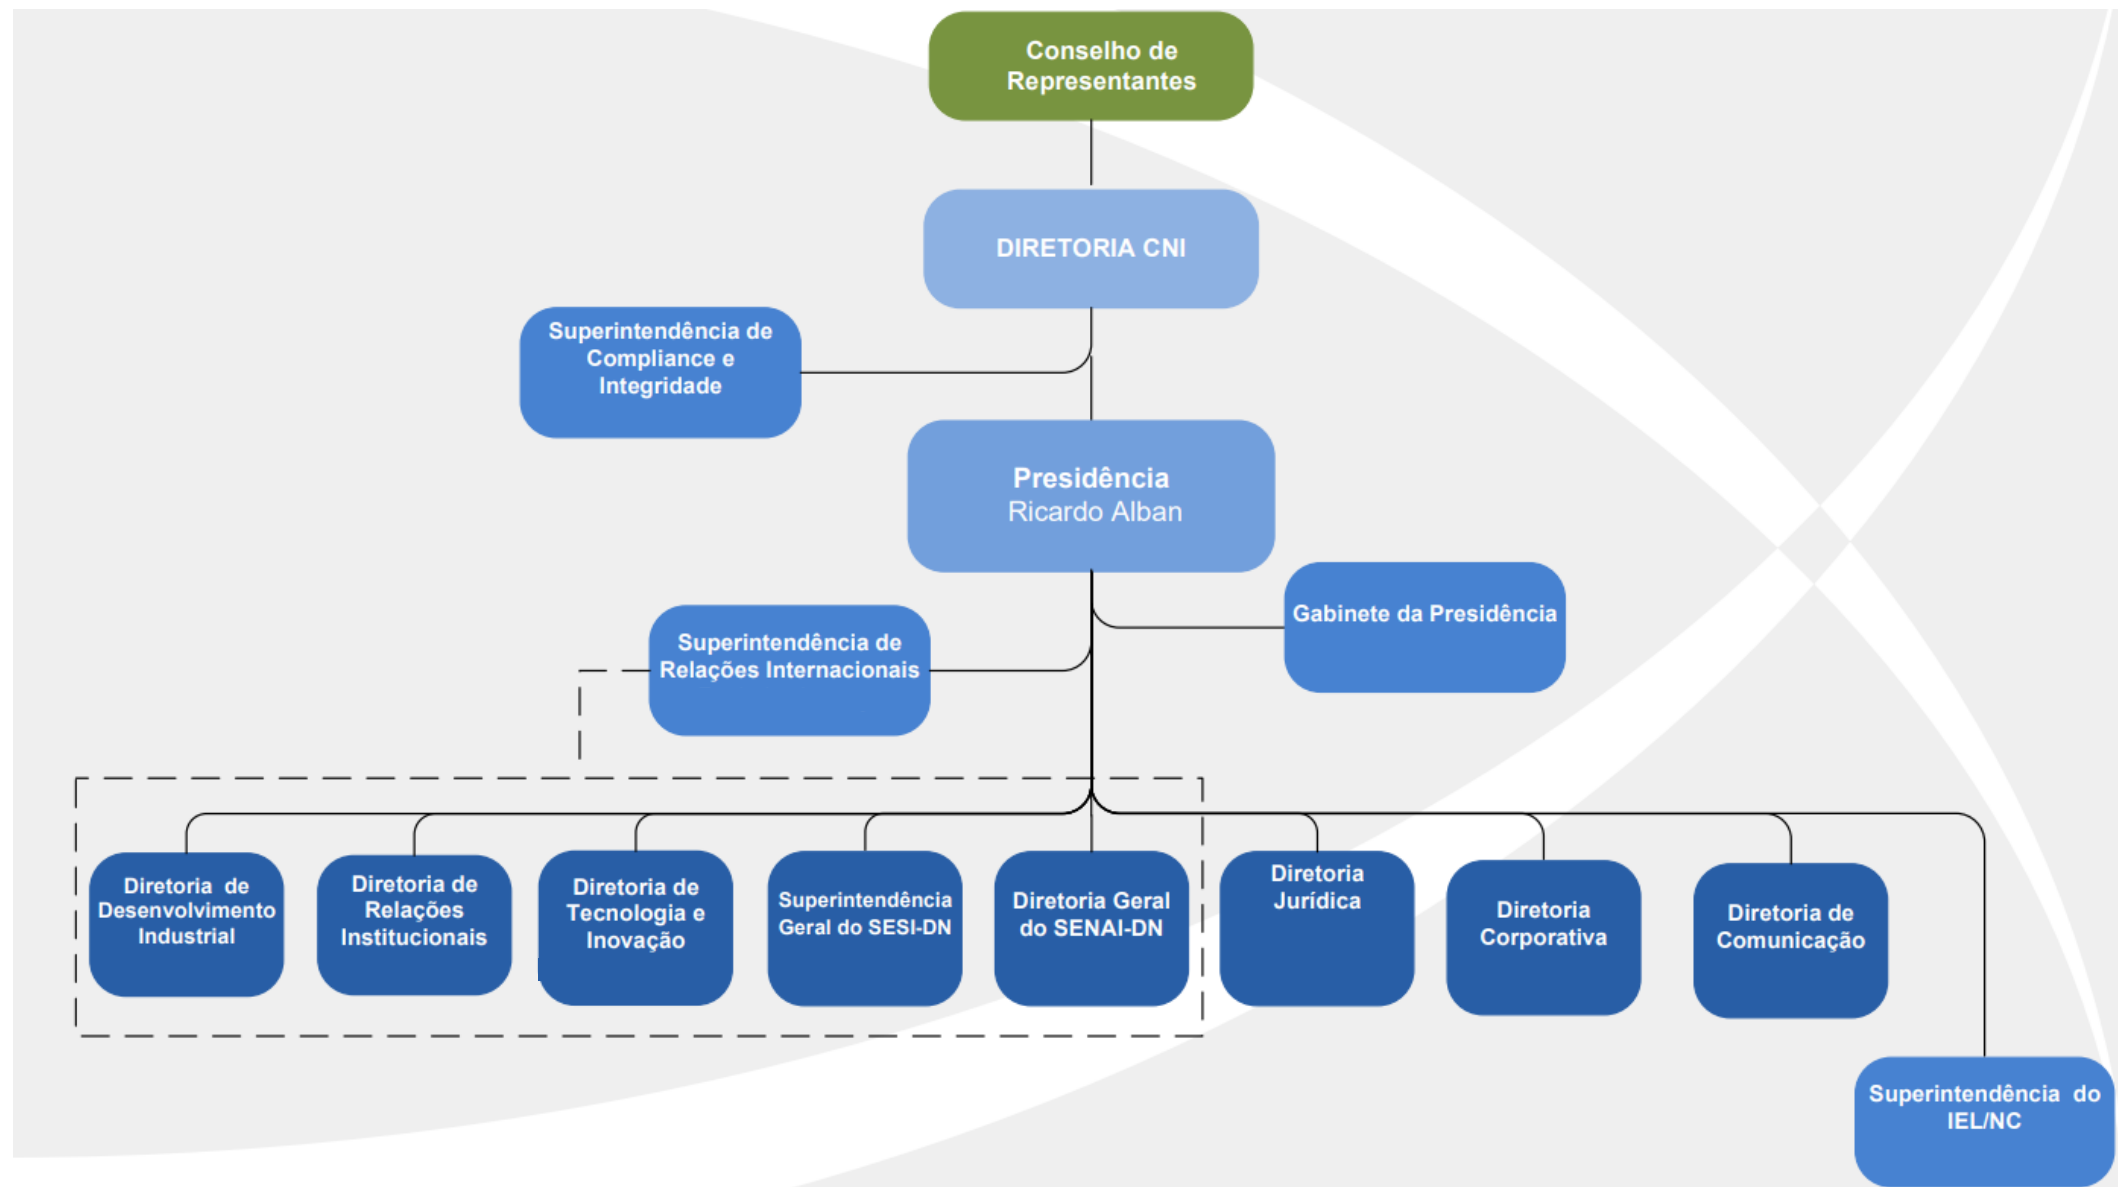 Conselho de
Representantes
DIRETORIA CNI
Superintendência de
Compliance e
Integridade
Presidência
Ricardo Alban
Gabinete da Presidência
Superintendência de
Relações Internacionais
Diretoria de
Desenvolvimento
Industrial
Diretoria de
Relações
Institucionais
Diretoria de
Tecnologia e
Inovação
Superintendência
Geral do SESI-DN
Diretoria Geral
do SENAI-DN
Diretoria
Jurídica
Diretoria
Corporativa
Diretoria de
Comunicação
Superintendência do
IEL/NC